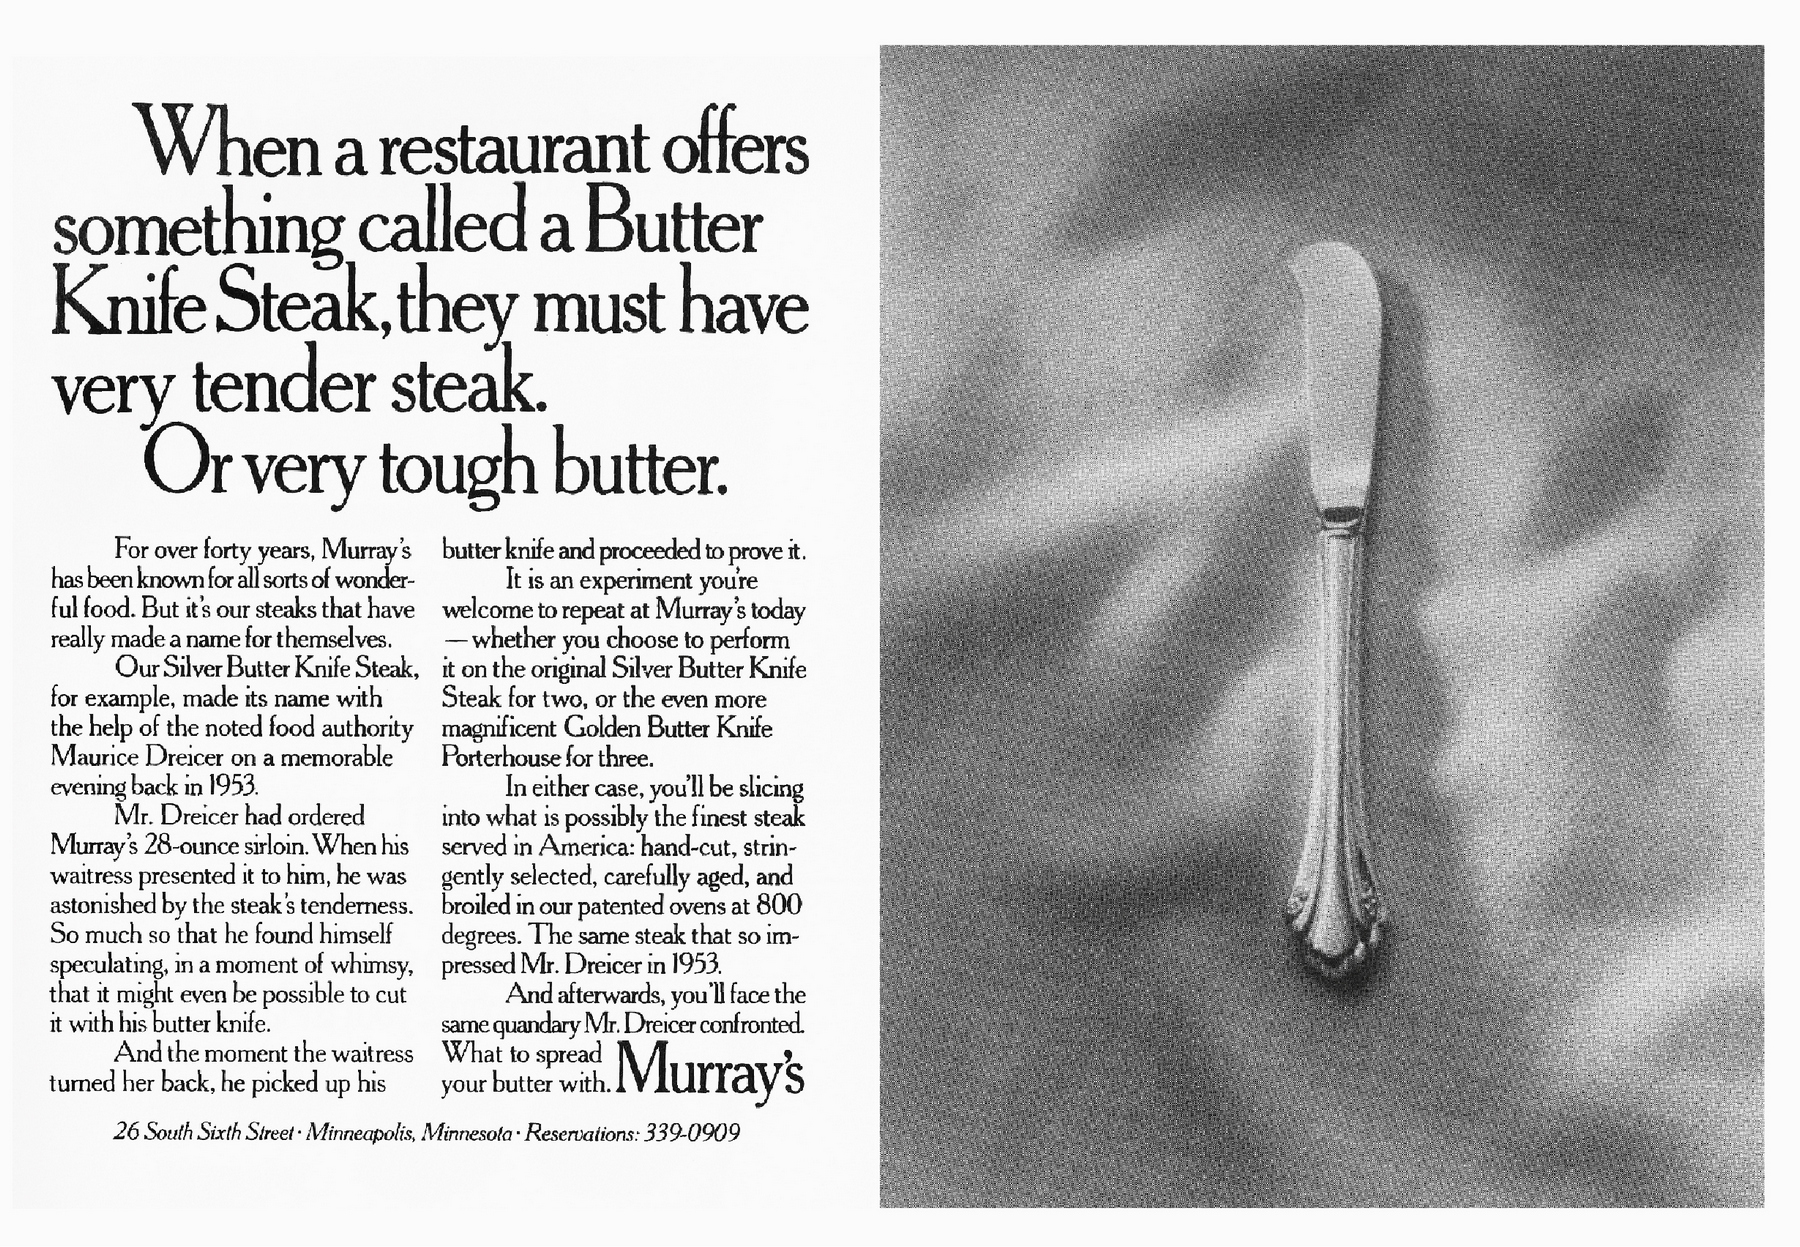 When a restaurant offers
something called a Butter
Knife Steak, they must have
very tender steak.
Or very tough butter.
For over forty years, Murray's
has been known for all sorts of wonder-
ful food. But it's our steaks that have
really made a name for themselves.
Our Silver Butter Knife Steak,
for example, made its name with
the help of the noted food authority
Maurice Dreicer on a memorable
evening back in 1953.
Mr. Dreicer had ordered
Murray's 28-ounce sirloin. When his
waitress presented it to him, he was
astonished by the steak's tenderness.
So much so that he found himself
speculating, in a moment of whimsy,
that it might even be possible to cut
it with his butter knife.
And the moment the waitress
turned her back, he picked up his
butter knife and proceeded to prove it.
It is an experiment you're
welcome to repeat at Murray's today
— whether you choose to perform
it on the original Silver Butter Knife
Steak for two, or the even more
magnificent Golden Butter Knife
Porterhouse for three.
In either case, you'll be slicing
into what is possibly the finest steak
served in America: hand-cut, strin-
gently selected, carefully aged, and
broiled in our patented ovens at 800
degrees. The same steak that so im-
pressed Mr. Dreicer in 1953.
And afterwards, you'll face the
same quandary Mr. Dreicer confronted.
What to spread
your butter with.
Murray's
26 South Sixth Street · Minneapolis, Minnesota · Reservations: 339-0909